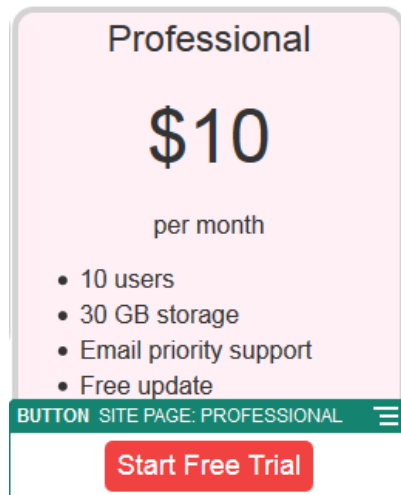 Professional
$10
per month
• 10 users
• 30 GB storage
• Email priority support
• Free update
BUTTON SITE PAGE: PROFESSIONAL
Start Free Trial